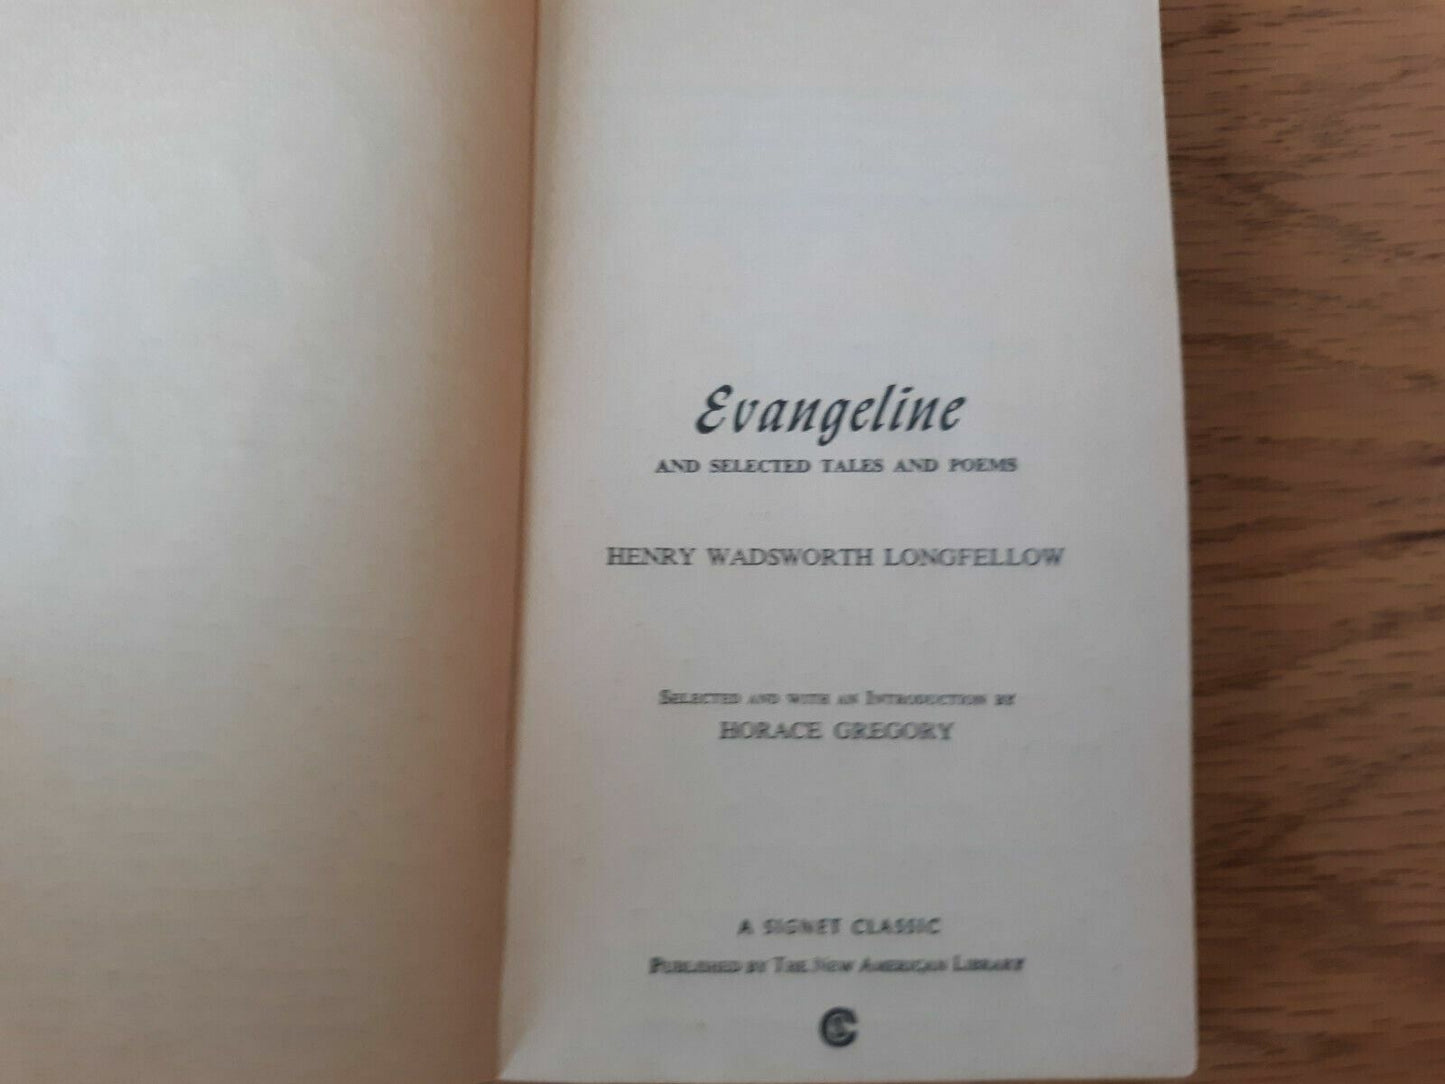 Evangeline
AND SELECTED TALES AND POEMS
HENRY WADSWORTH LONGFELLOW
SELECTED AND WITH AN INTRODUCTION BY
HORACE GREGORY
A SIGNET CLASSIC
PUBLISHED BY THE NEW AMERICAN LIBRARY